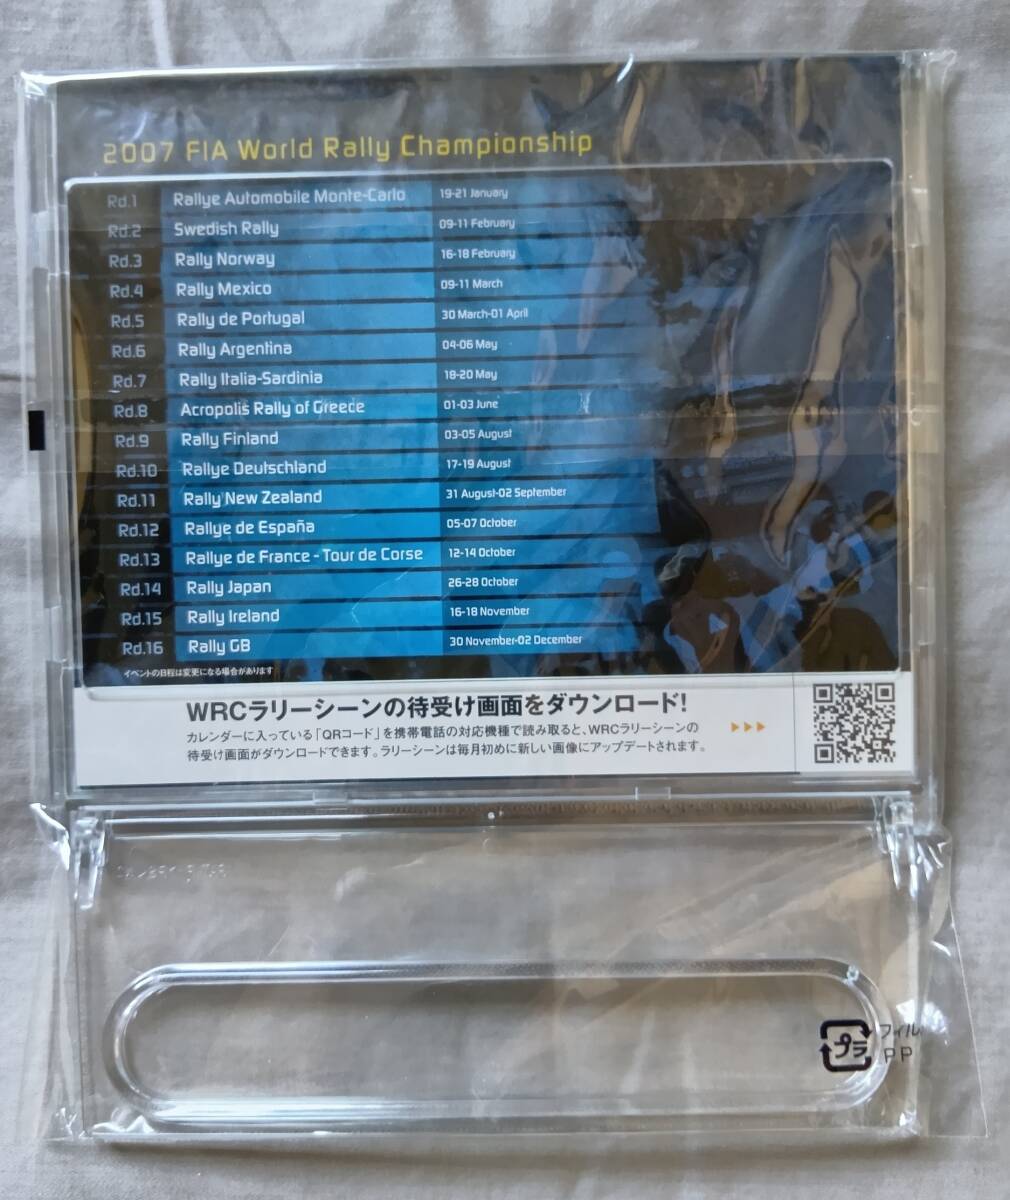 2007 FIA World Rally Championship
Rd.1 Rallye Automobile Monte-Carlo 19-21 January
Rd.2 Swedish Rally 09-11 February
Rd.3 Rally Norway 16-18 February
Rd.4 Rally Mexico 09-11 March
Rd.5 Rally de Portugal 30 March-01 April
Rd.6 Rally Argentina 04-06 May
Rd.7 Rally Italia-Sardinia 18-20 May
Rd.8 Acropolis Rally of Greece 01-03 June
Rd.9 Rally Finland 03-05 August
Rd.10 Rallye Deutschland 17-19 August
Rd.11 Rally New Zealand 31 August-02 September
Rd.12 Rallye de España 05-07 October
Rd.13 Rallye de France - Tour de Corse 12-14 October
Rd.14 Rally Japan 26-28 October
Rd.15 Rally Ireland 16-18 November
Rd.16 Rally GB 30 November-02 December
イベントの日程は変更になる場合があります
WRCラリーシーンの待受け画面をダウンロード!
カレンダーに入っている「QRコード」を携帯電話の対応機種で読み取ると、WRCラリーシーンの
待受け画面がダウンロードできます。ラリーシーンは毎月初めに新しい画像にアップデートされます。
プラ
フィル
PP